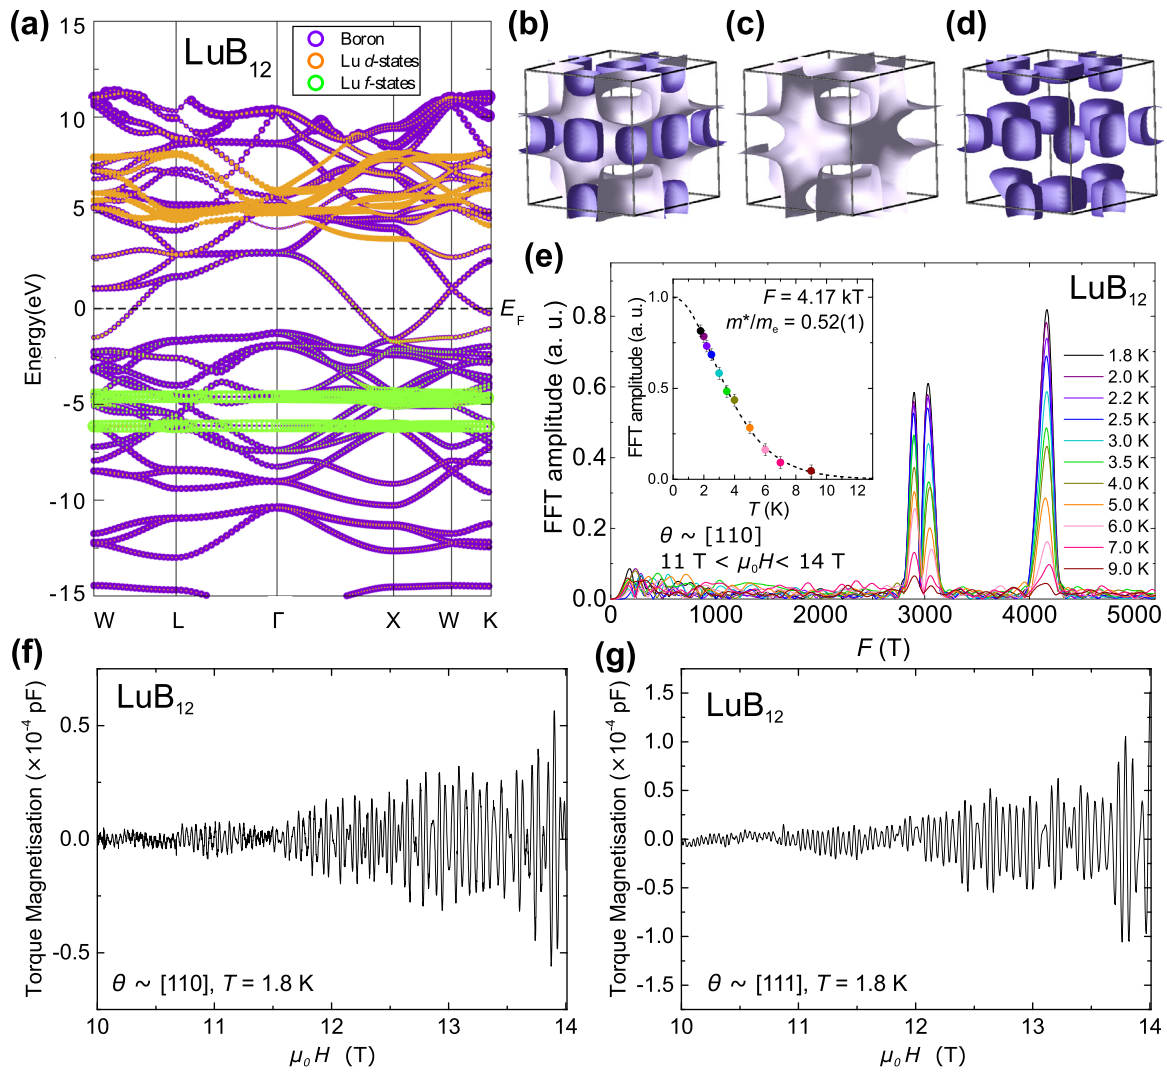 (a)
LuB12
Boron
Lu d-states
Lu f-states
10
5
0
-5
-10
-15
Energy(eV)
EF
W
L
Γ
X
W
K
(b)
(c)
(d)
(e)
LuB12
0.8
0.6
0.4
0.2
0.0
FFT amplitude (a. u.)
0
1000
2000
3000
4000
5000
F (T)
1.8 K
2.0 K
2.2 K
2.5 K
3.0 K
3.5 K
4.0 K
5.0 K
6.0 K
7.0 K
9.0 K
F = 4.17 kT
m*/me = 0.52(1)
1.0
0.5
0.0
FFT amplitude (a. u.)
0
2
4
6
8
10
12
T (K)
θ ~ [110]
11 T < μ0H< 14 T
(f)
LuB12
0.5
0.0
-0.5
Torque Magnetisation (×10-4 pF)
θ ~ [110], T = 1.8 K
10
11
12
13
14
μ0 H (T)
(g)
LuB12
1.5
1.0
0.5
0.0
-0.5
-1.0
-1.5
Torque Magnetisation (×10-4 pF)
θ ~ [111], T = 1.8 K
10
11
12
13
14
μ0 H (T)